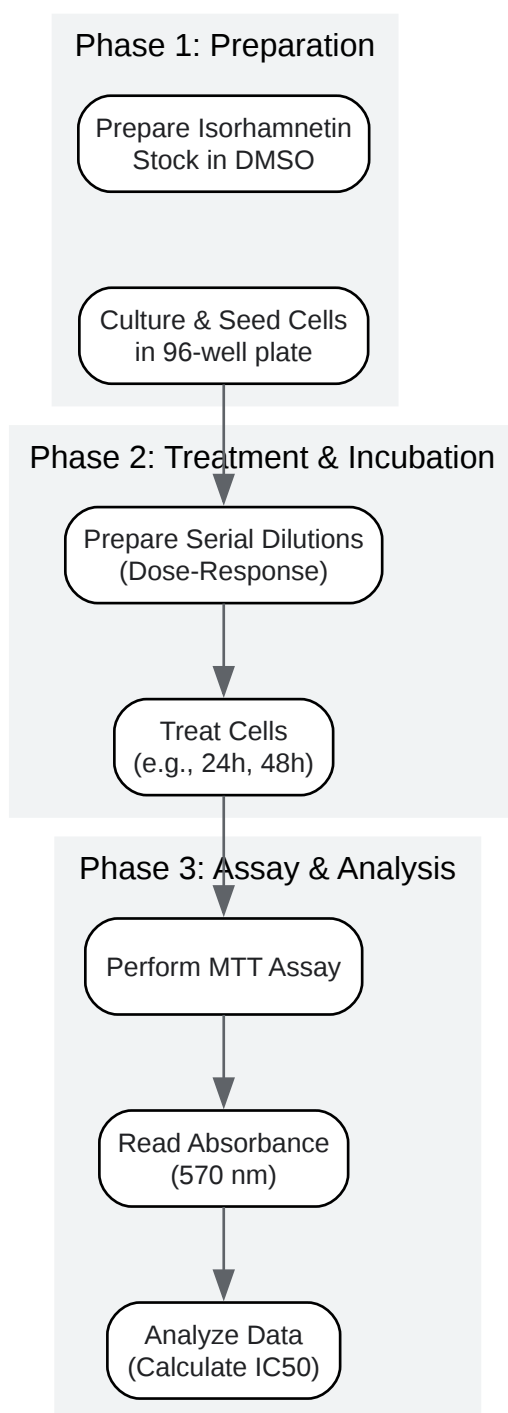 Phase 1: Preparation
Prepare Isorhamnetin
Stock in DMSO
Culture & Seed Cells
in 96-well plate
Phase 2: Treatment & Incubation
Prepare Serial Dilutions
(Dose-Response)
Treat Cells
(e.g., 24h, 48h)
Phase 3: Assay & Analysis
Perform MTT Assay
Read Absorbance
(570 nm)
Analyze Data
(Calculate IC50)